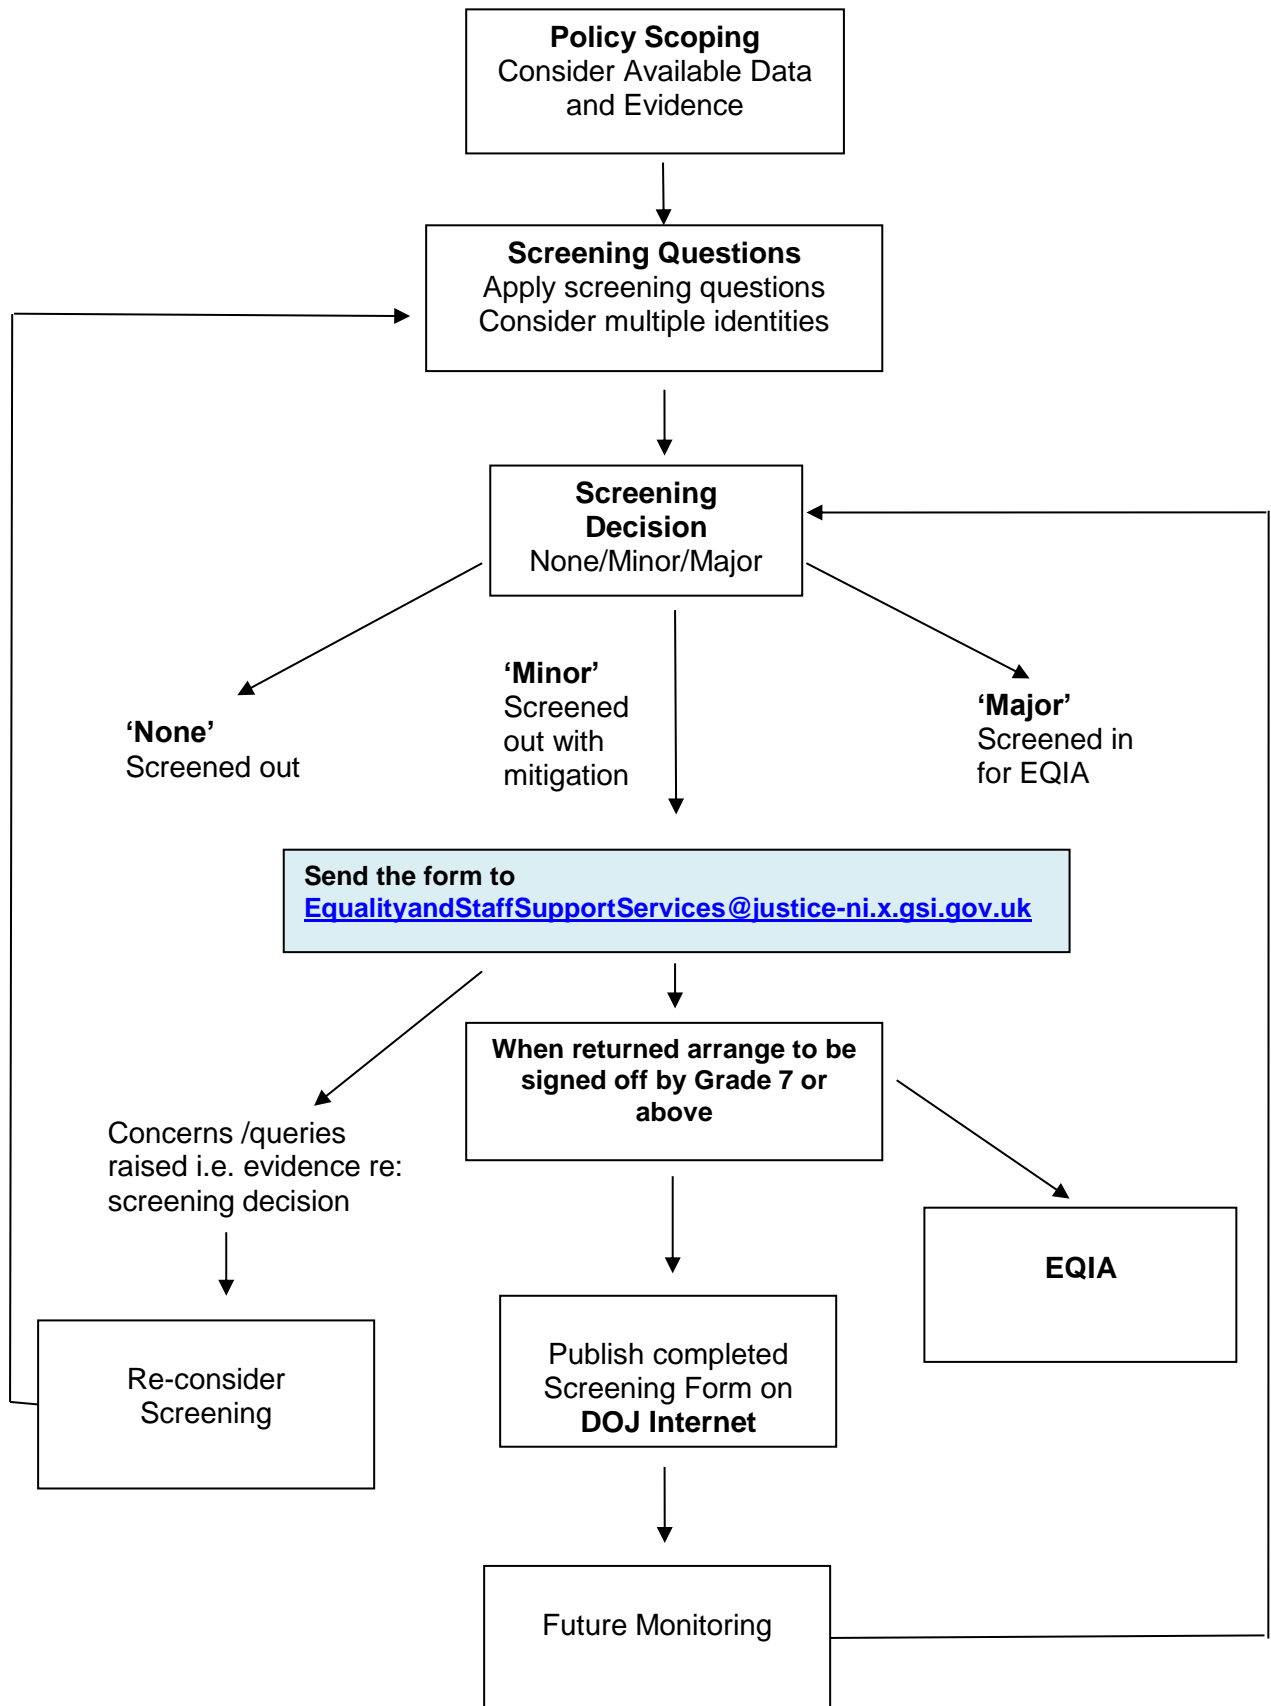 Policy Scoping
Consider Available Data
and Evidence
Screening Questions
Apply screening questions
Consider multiple identities
Screening
Decision
None/Minor/Major
‘None’
Screened out
‘Minor’
Screened
out with
mitigation
‘Major’
Screened in
for EQIA
Send the form to
EqualityandStaffSupportServices@justice-ni.x.gsi.gov.uk
When returned arrange to be
signed off by Grade 7 or
above
Concerns /queries
raised i.e. evidence re:
screening decision
EQIA
Re-consider
Screening
Publish completed
Screening Form on
DOJ Internet
Future Monitoring